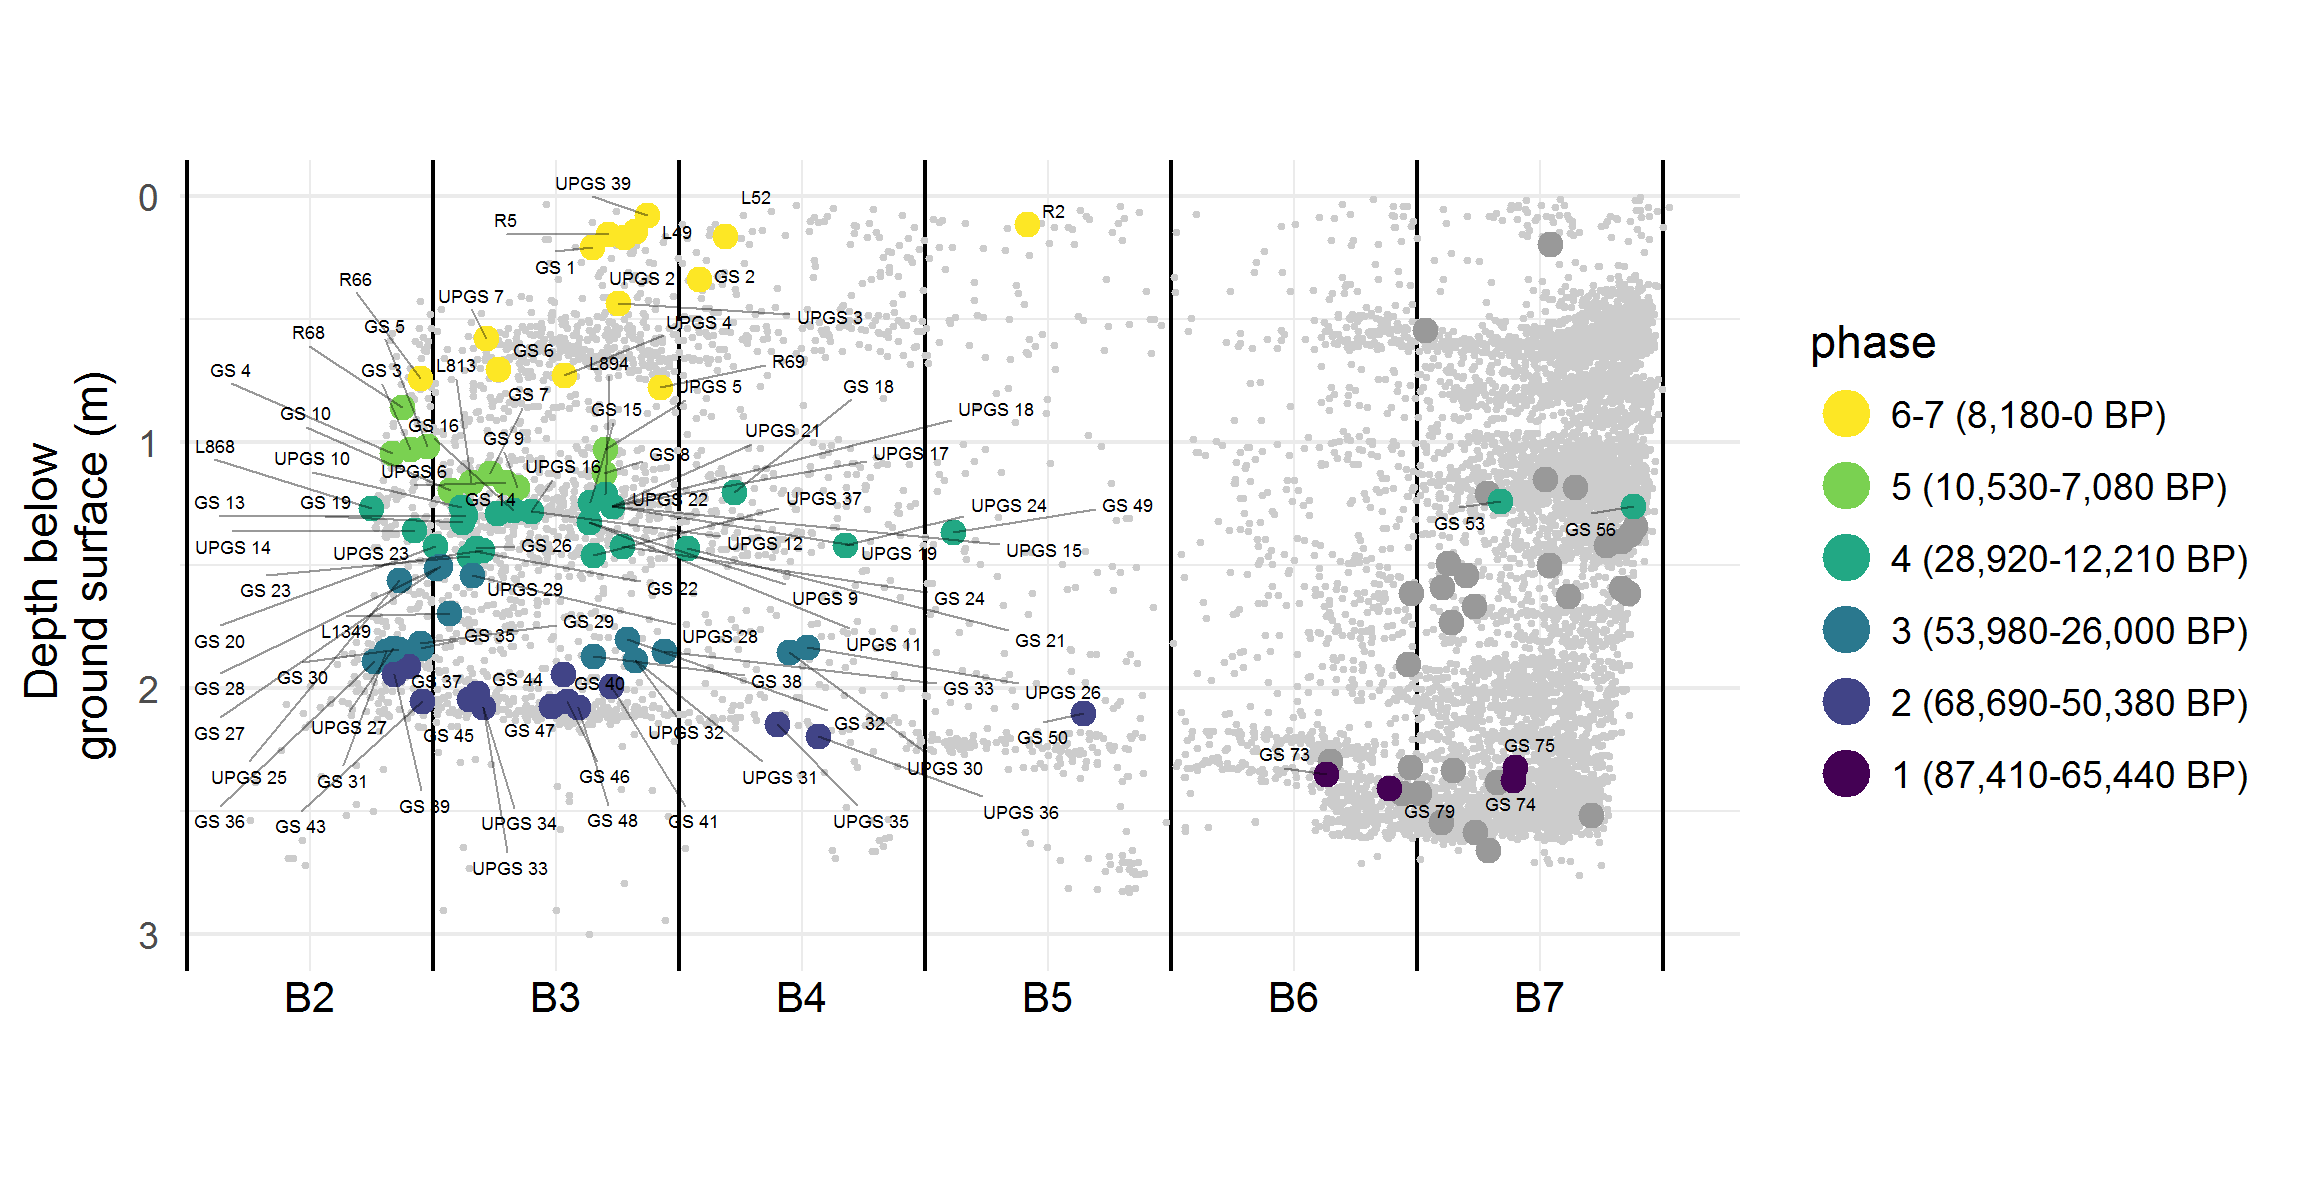 UPGS 39
L52
R5
R2
L49
GS 1
R66
UPGS 2
GS 2
UPGS 7
UPGS 3
GS 5
UPGS 4
R68
GS 6
GS 4
GS 3
L813
L894
R69
UPGS 5
GS 18
GS 7
GS 10
GS 15
UPGS 18
GS 16
UPGS 21
L868
GS 9
UPGS 10
GS 8
UPGS 17
UPGS 6
UPGS 16
GS 13
GS 19
GS 14
UPGS 22
UPGS 37
UPGS 24
GS 49
GS 53
GS 56
UPGS 14
UPGS 23
GS 26
UPGS 12
UPGS 19
UPGS 15
GS 23
UPGS 29
GS 22
UPGS 9
GS 24
GS 20
L1349
GS 35
GS 29
UPGS 28
UPGS 11
GS 21
GS 28
GS 30
GS 37
GS 44
GS 40
GS 38
GS 33
UPGS 26
GS 27
UPGS 27
GS 45
GS 47
UPGS 32
GS 32
GS 50
GS 73
GS 75
UPGS 25
GS 31
GS 46
UPGS 31
UPGS 30
GS 36
GS 43
GS 39
UPGS 34
GS 48
GS 41
UPGS 35
UPGS 36
GS 79
GS 74
UPGS 33
0
1
2
3
Depth below
ground surface (m)
B2
B3
B4
B5
B6
B7
phase
6-7 (8,180-0 BP)
5 (10,530-7,080 BP)
4 (28,920-12,210 BP)
3 (53,980-26,000 BP)
2 (68,690-50,380 BP)
1 (87,410-65,440 BP)